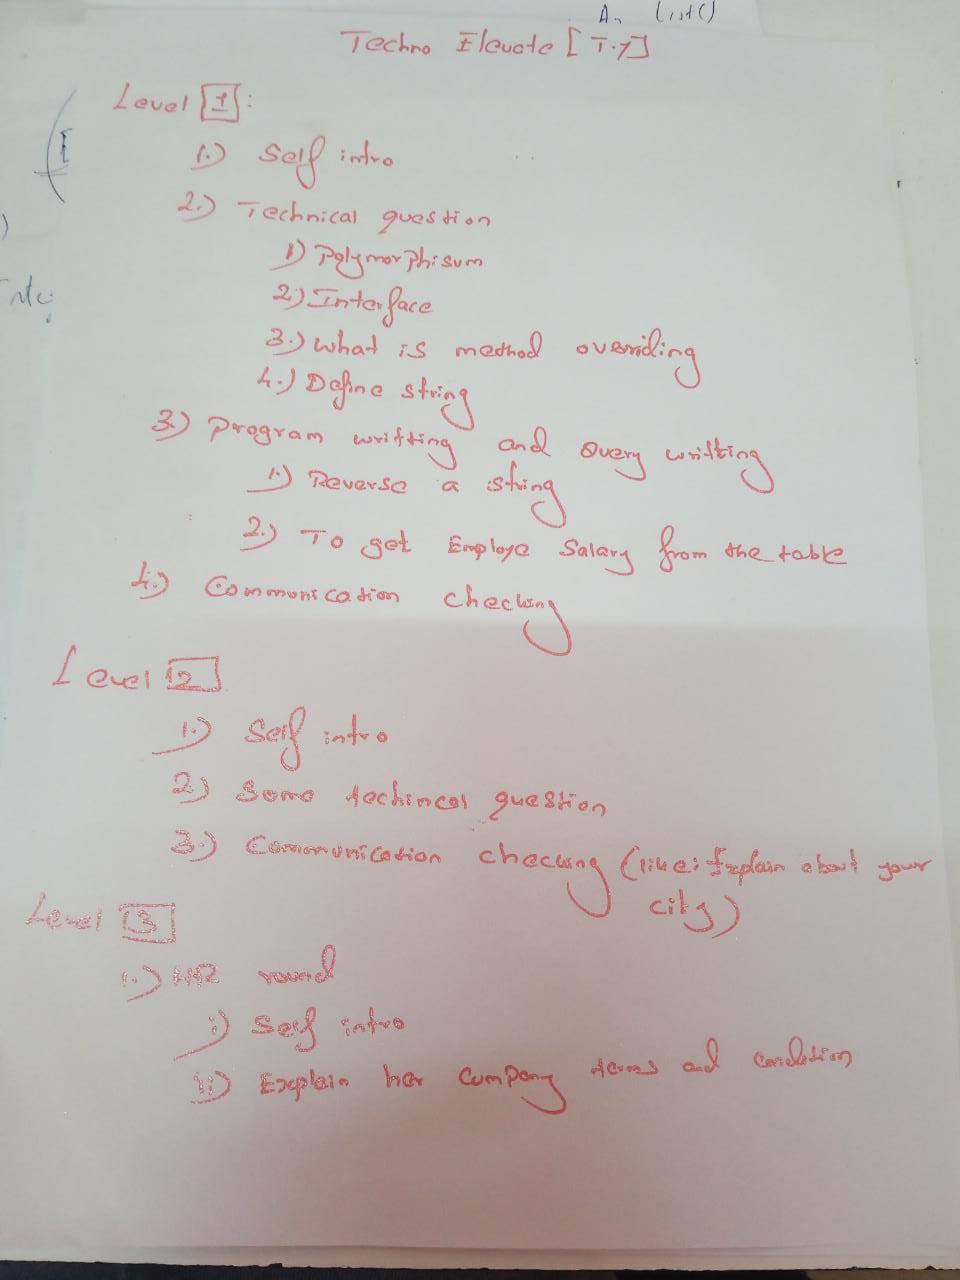 An list()
Techno Elevate [T.Y]
Level 1:
1.) Self intro
2.) Technical question
1) Polymorphisum
2.) Interface
3.) What is method overriding
4.) Define string
3.) Program writting and Query writting
1.) Reverse a string
2.) To get Employe Salary from the table
4.) Communication checking
Level 2
1.) Self intro
2) Some techincal question
3.) Communication checking (like: Explain about your
city)
Level 3
1.) HR round
i) Self intro
ii) Explain her company terms and condition